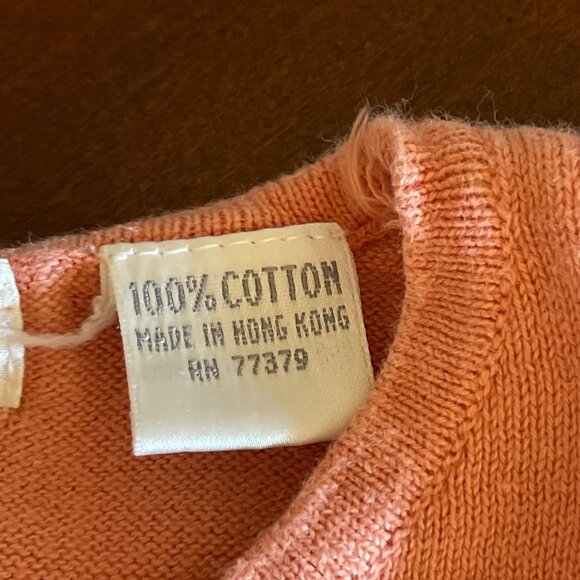 100% COTTON
MADE IN HONG KONG
RN 77379